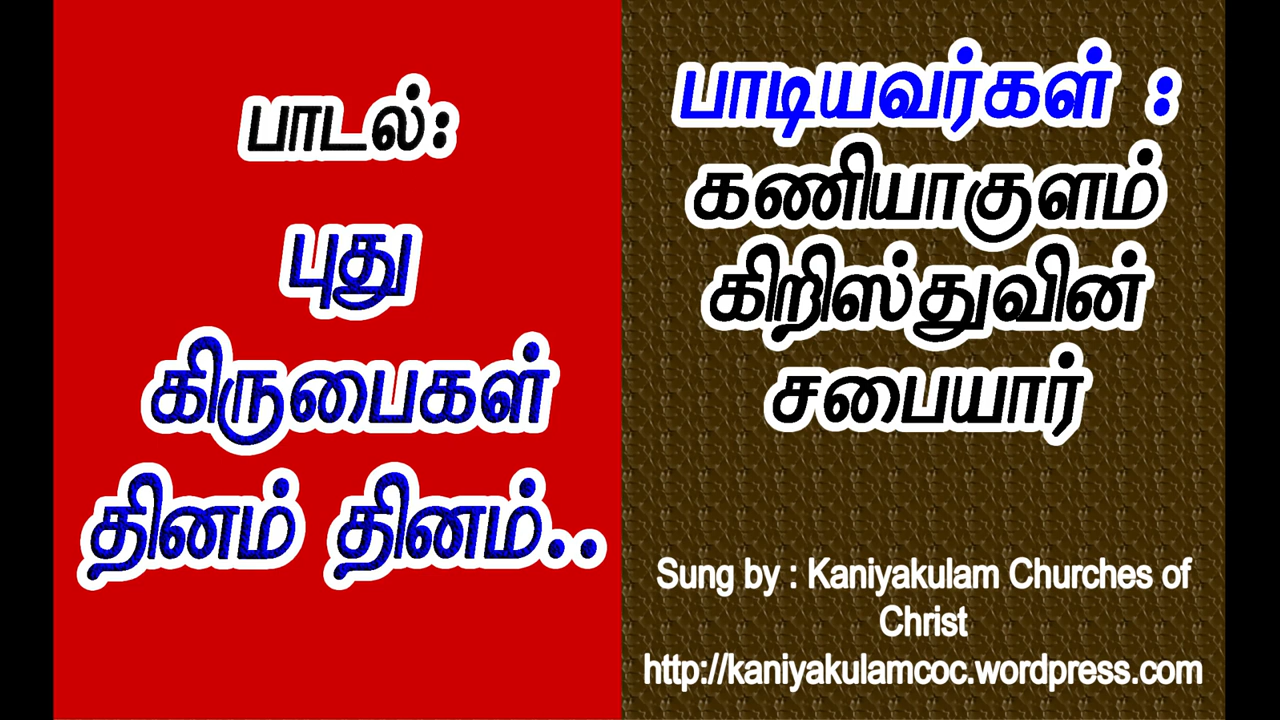 பாடல்:
புது
கிருபைகள்
தினம் தினம்..
பாடியவர்கள் :
கணியாகுளம்
கிறிஸ்துவின்
சபையார்
Sung by : Kaniyakulam Churches of
Christ
http://kaniyakulamcoc.wordpress.com